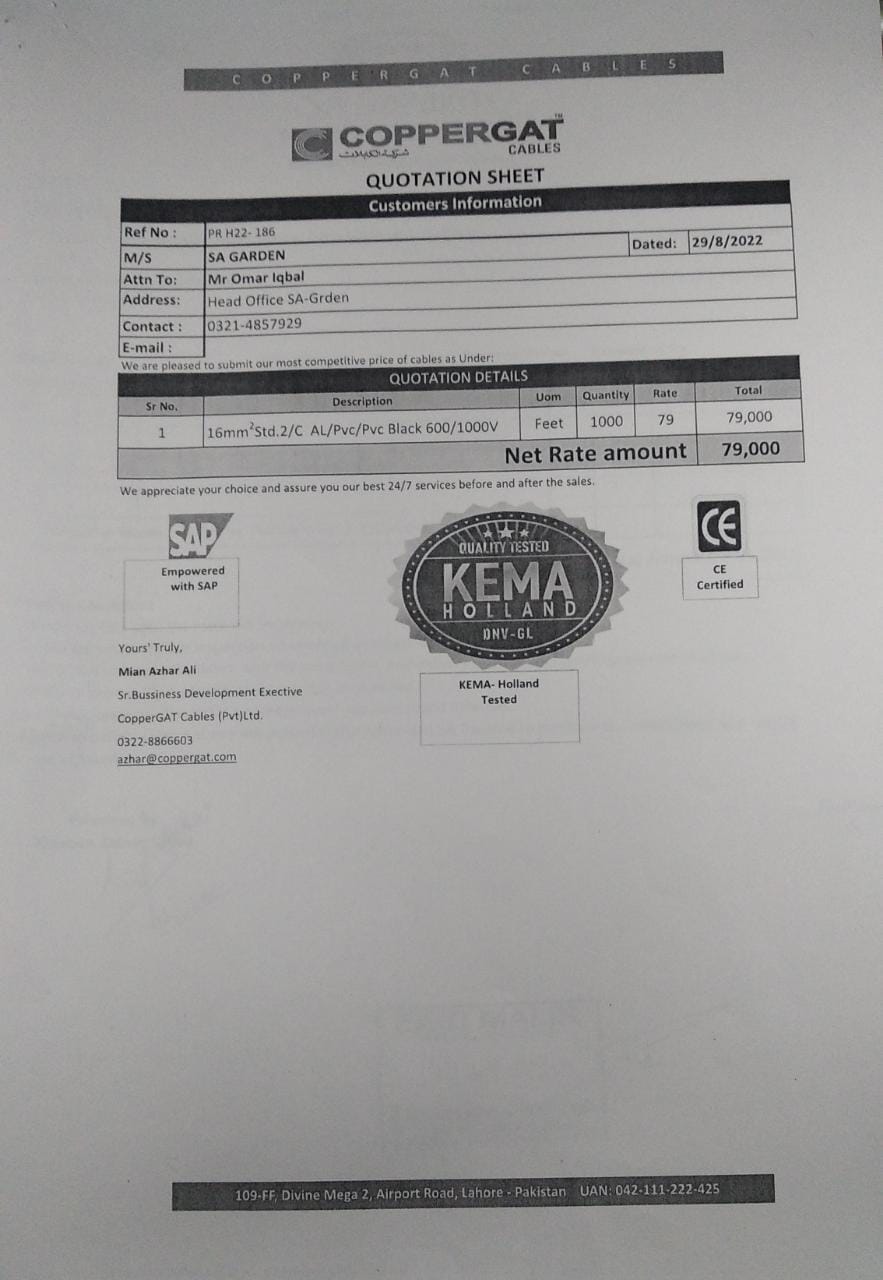 COPPERGAT CABLES
COPPERGAT™
CABLES
QUOTATION SHEET
Customers Information
Ref No : PR H22- 186
M/S SA GARDEN Dated: 29/8/2022
Attn To: Mr Omar Iqbal
Address: Head Office SA-Grden
Contact : 0321-4857929
E-mail :
We are pleased to submit our most competitive price of cables as Under:
QUOTATION DETAILS
Sr No. Description Uom Quantity Rate Total
1 16mm²Std.2/C AL/Pvc/Pvc Black 600/1000V Feet 1000 79 79,000
Net Rate amount 79,000
We appreciate your choice and assure you our best 24/7 services before and after the sales.
SAP
Empowered
with SAP
QUALITY TESTED
KEMA
HOLLAND
DNV-GL
KEMA- Holland
Tested
CE
CE
Certified
Yours' Truly,
Mian Azhar Ali
Sr.Bussiness Development Exective
CopperGAT Cables (Pvt)Ltd.
0322-8866603
azhar@coppergat.com
109-FF, Divine Mega 2, Airport Road, Lahore - Pakistan UAN: 042-111-222-425